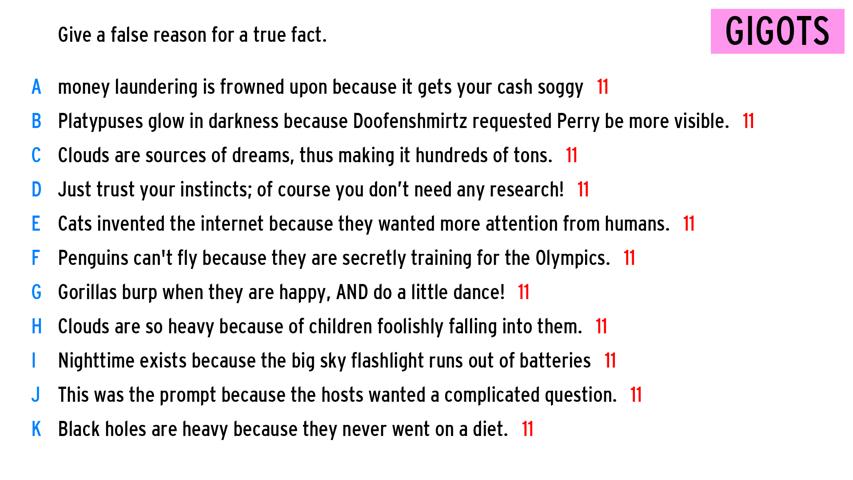 Give a false reason for a true fact.
GIGOTS
A money laundering is frowned upon because it gets your cash soggy 11
B Platypuses glow in darkness because Doofenshmirtz requested Perry be more visible. 11
C Clouds are sources of dreams, thus making it hundreds of tons. 11
D Just trust your instincts; of course you don't need any research! 11
E Cats invented the internet because they wanted more attention from humans. 11
F Penguins can't fly because they are secretly training for the Olympics. 11
G Gorillas burp when they are happy, AND do a little dance! 11
H Clouds are so heavy because of children foolishly falling into them. 11
I Nighttime exists because the big sky flashlight runs out of batteries 11
J This was the prompt because the hosts wanted a complicated question. 11
K Black holes are heavy because they never went on a diet. 11